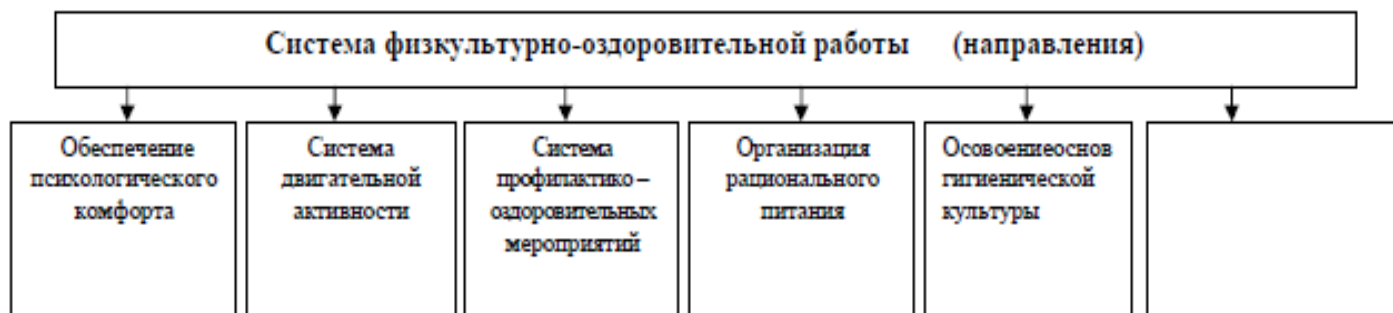 Система физкультурно-оздоровительной работы (направления)
Обеспечение
психологического
комфорта
Система
двигательной
активности
Система
профилактико –
оздоровительных
мероприятий
Организация
рационального
питания
Осовоениеоснов
гигиенической
культуры